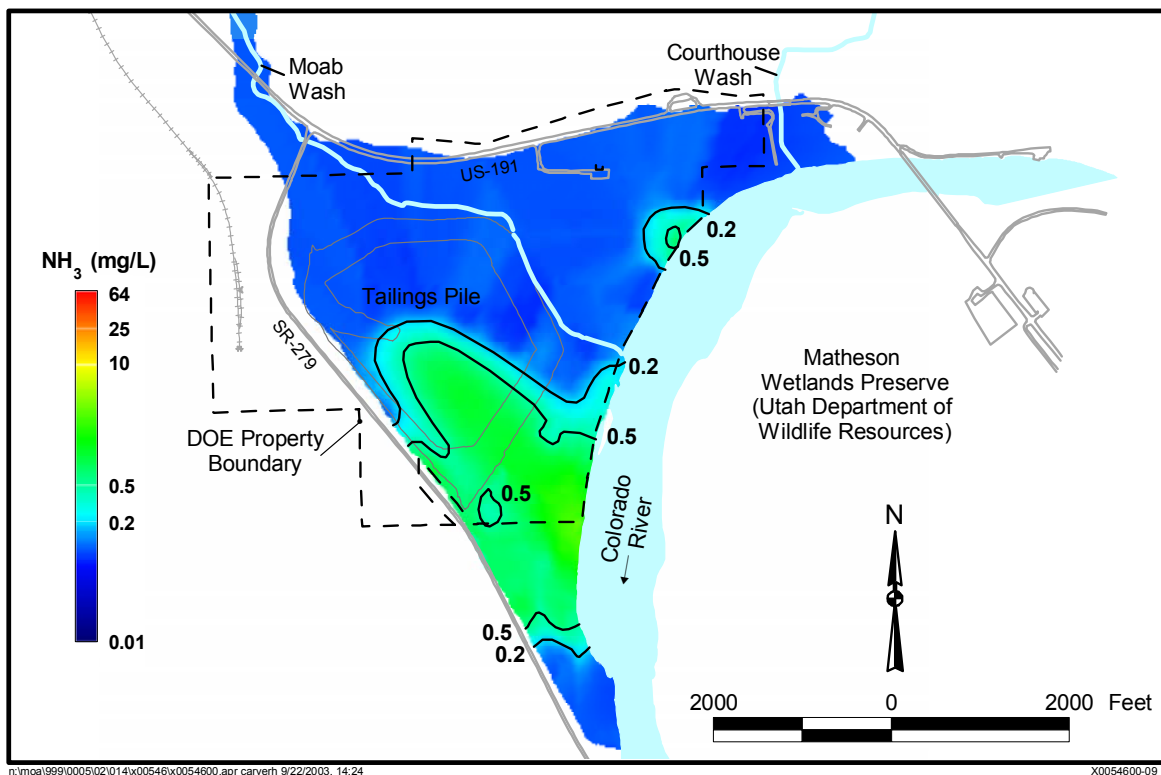 Moab
Wash
Courthouse
Wash
US-191
NH3 (mg/L)
64
25
10
0.5
0.2
0.01
Tailings Pile
SR-279
DOE Property
Boundary
0.2
0.5
0.2
0.5
0.5
0.5
0.2
Colorado
River
Matheson
Wetlands Preserve
(Utah Department of
Wildlife Resources)
N
2000 0 2000 Feet
n:\moa\999\0005\02\014\x00546\x0054600.apr carverh 9/22/2003, 14:24
X0054600-09